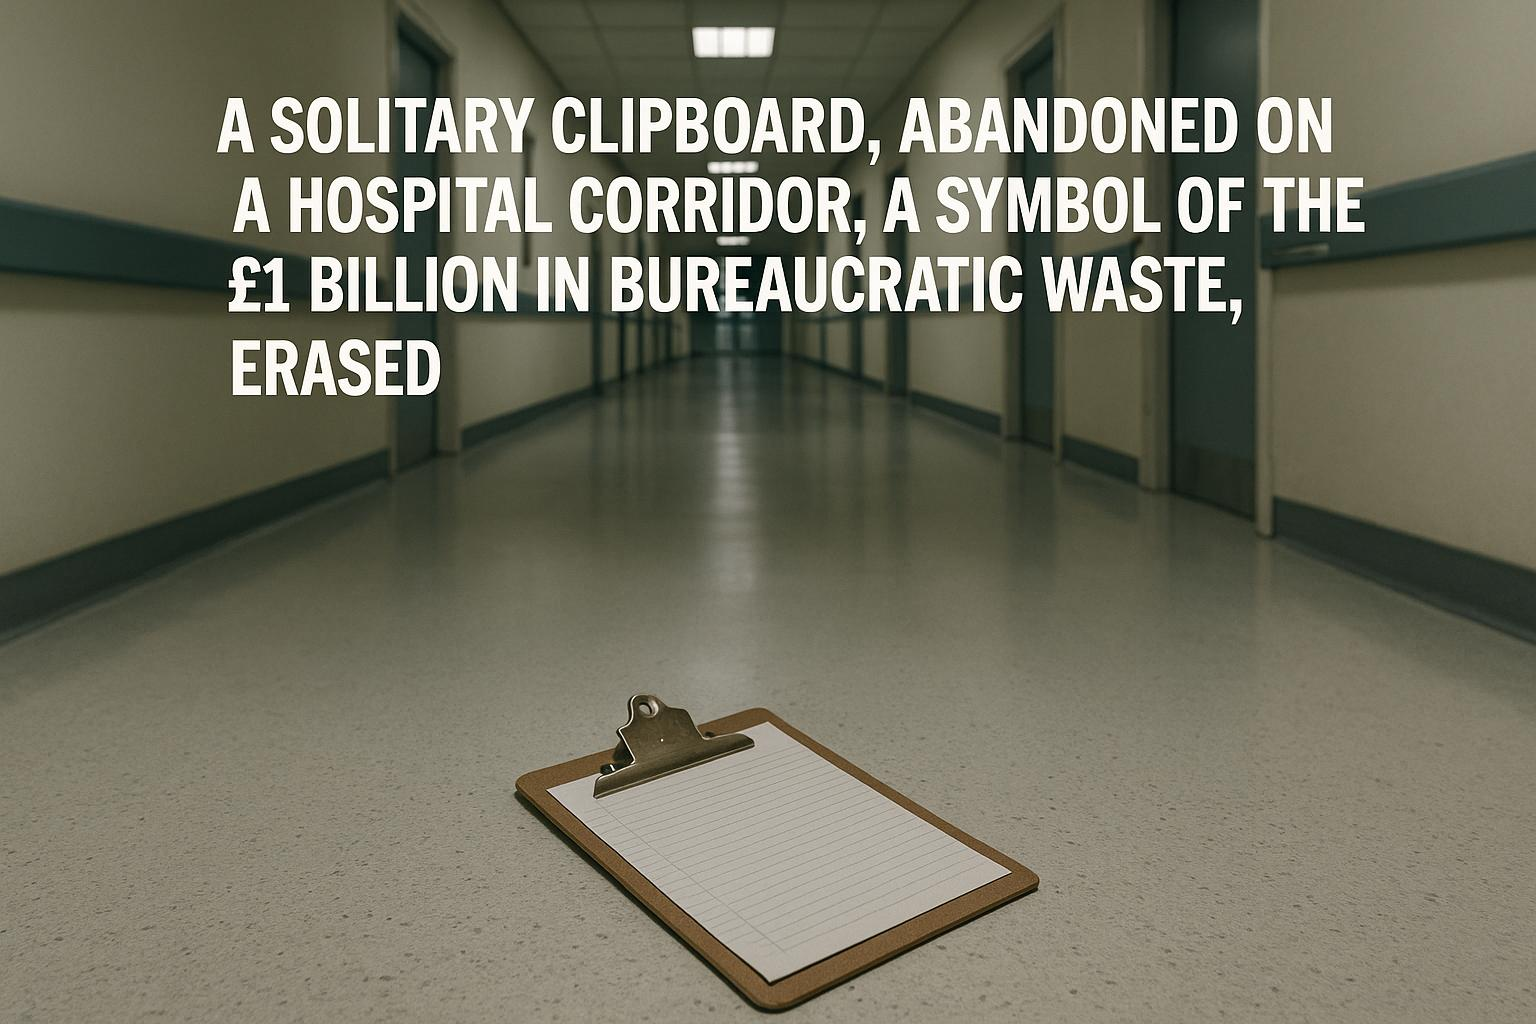 A SOLITARY CLIPBOARD, ABANDONED ON
A HOSPITAL CORRIDOR, A SYMBOL OF THE
£1 BILLION IN BUREAUCRATIC WASTE,
ERASED